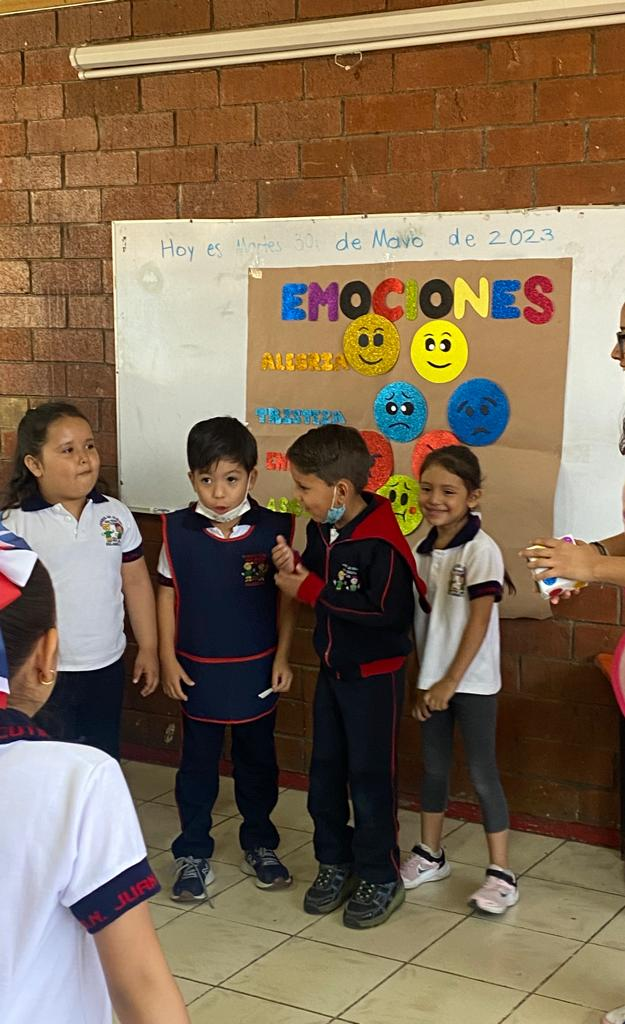 Hoy es Martes 30 de Mayo de 2023
EMOCIONES
ALEGRIA
TRISTEZA
N. JUAN